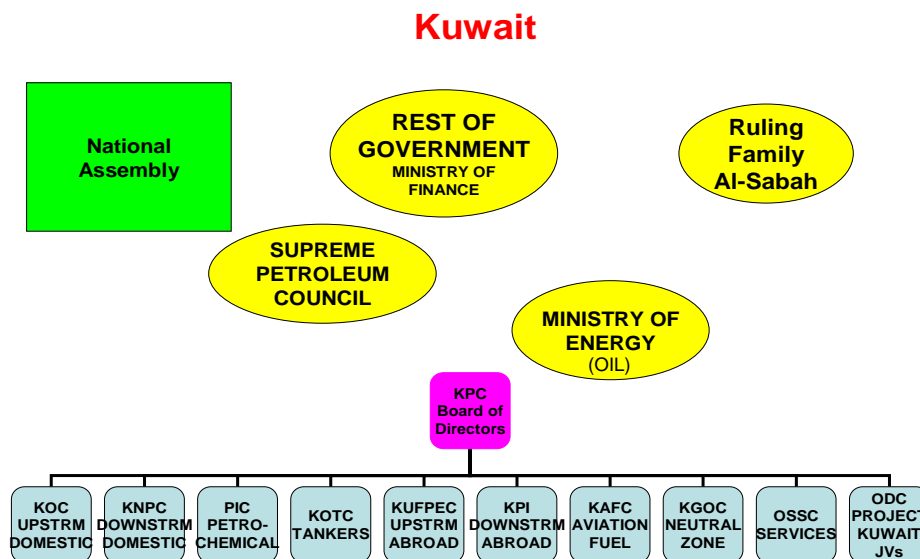 Kuwait
National
Assembly
REST OF
GOVERNMENT
MINISTRY OF
FINANCE
Ruling
Family
Al-Sabah
SUPREME
PETROLEUM
COUNCIL
MINISTRY OF
ENERGY
(OIL)
KPC
Board of
Directors
KOC
UPSTRM
DOMESTIC
KNPC
DOWNSTRM
DOMESTIC
PIC
PETRO-
CHEMICAL
KOTC
TANKERS
KUFPEC
UPSTRM
ABROAD
KPI
DOWNSTRM
ABROAD
KAFC
AVIATION
FUEL
KGOC
NEUTRAL
ZONE
OSSC
SERVICES
ODC
PROJECT
KUWAIT
JVs